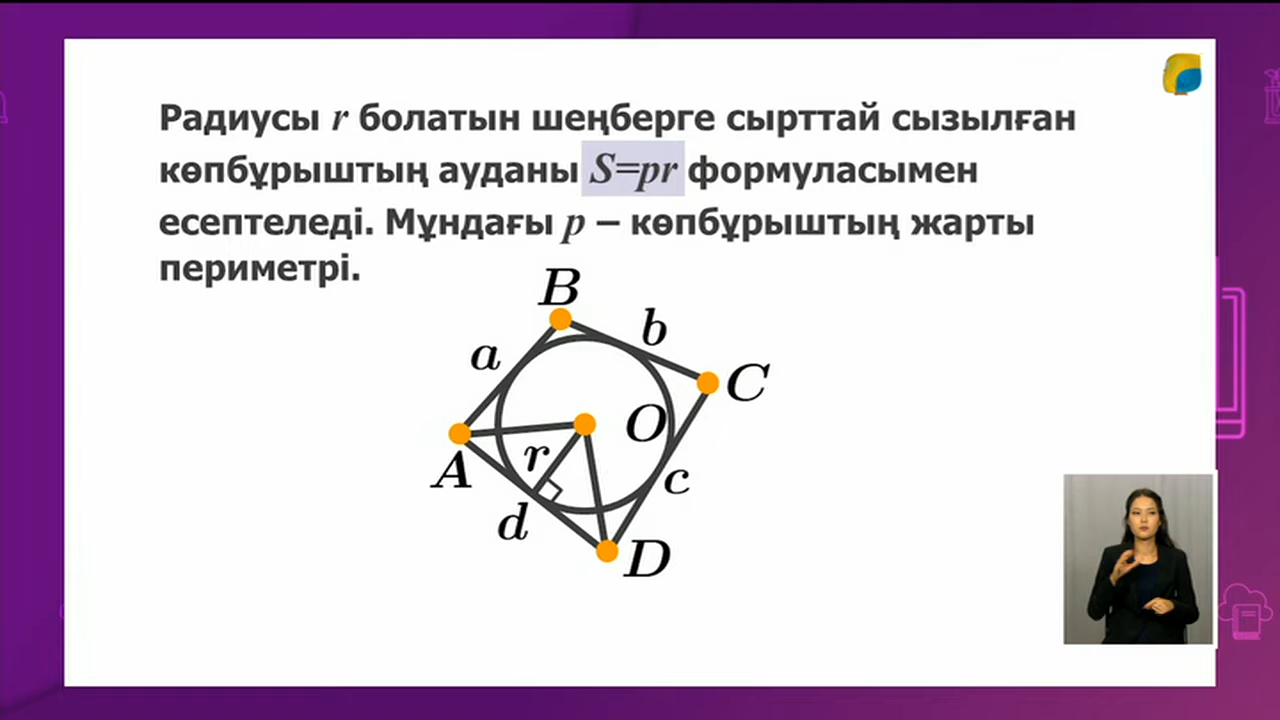 Радиусы r болатын шеңберге сырттай сызылған
көпбұрыштың ауданы S=pr формуласымен
есептеледі. Мұндағы p – көпбұрыштың жарты
периметрі.
B
b
a
C
O
r
A
c
d
D